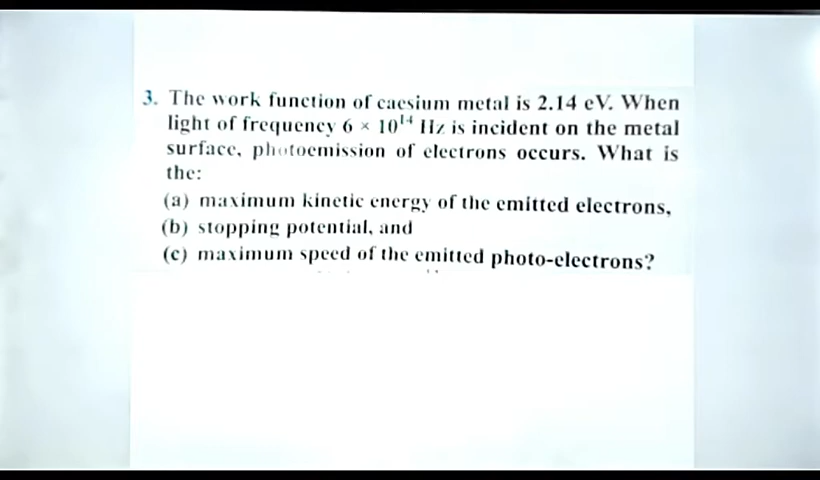 3. The work function of caesium metal is 2.14 eV. When
light of frequency 6 × 10¹⁴ Hz is incident on the metal
surface, photoemission of electrons occurs. What is
the:
(a) maximum kinetic energy of the emitted electrons,
(b) stopping potential, and
(c) maximum speed of the emitted photo-electrons?